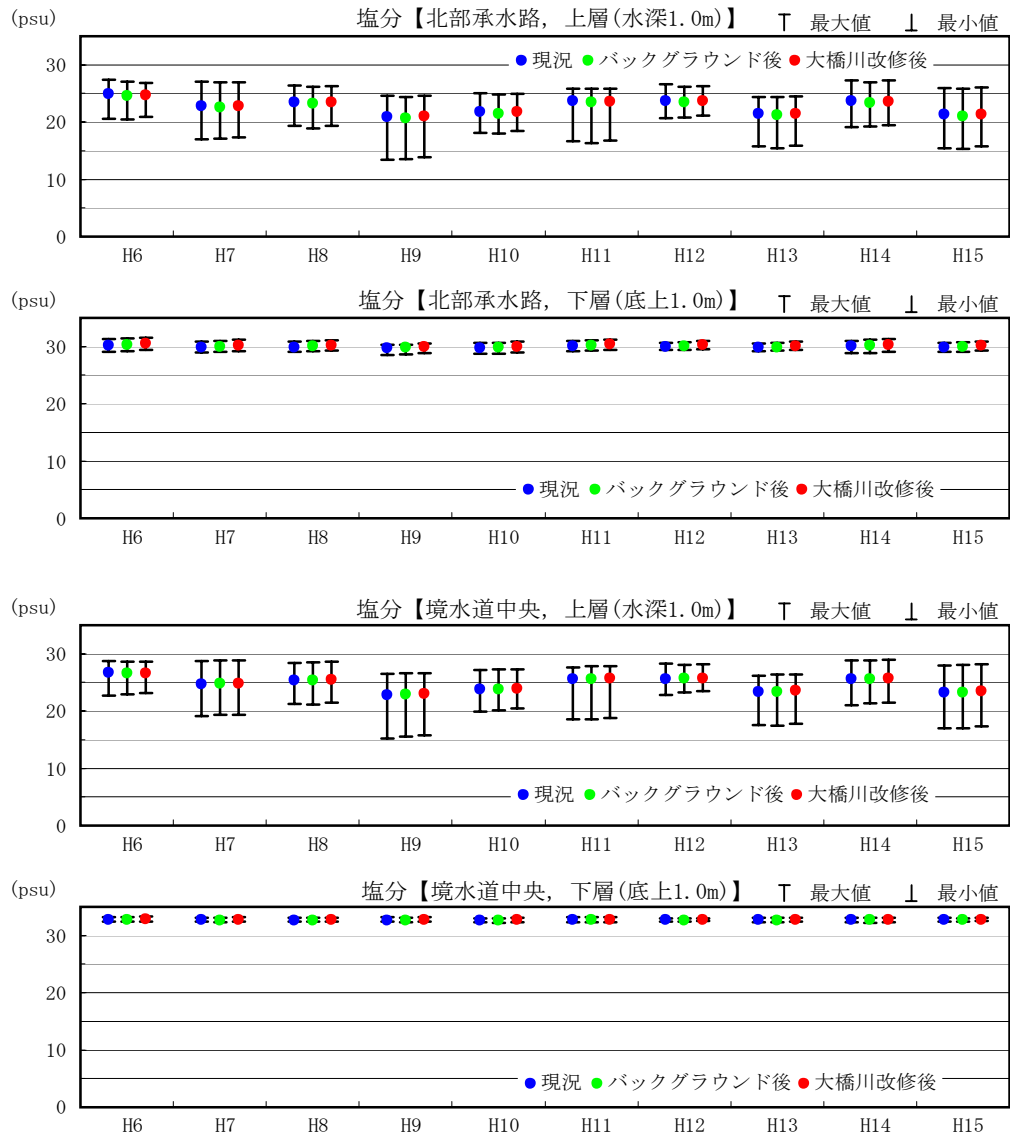 (psu) 塩分【北部承水路, 上層(水深1.0m)】 最大値 最小値
30 現況 バックグラウンド後 大橋川改修後
20
10
0
H6 H7 H8 H9 H10 H11 H12 H13 H14 H15
(psu) 塩分【北部承水路, 下層(底上1.0m)】 最大値 最小値
30
20
10
現況 バックグラウンド後 大橋川改修後
0
H6 H7 H8 H9 H10 H11 H12 H13 H14 H15
(psu) 塩分【境水道中央, 上層(水深1.0m)】 最大値 最小値
30
20
10
現況 バックグラウンド後 大橋川改修後
0
H6 H7 H8 H9 H10 H11 H12 H13 H14 H15
(psu) 塩分【境水道中央, 下層(底上1.0m)】 最大値 最小値
30
20
10
現況 バックグラウンド後 大橋川改修後
0
H6 H7 H8 H9 H10 H11 H12 H13 H14 H15